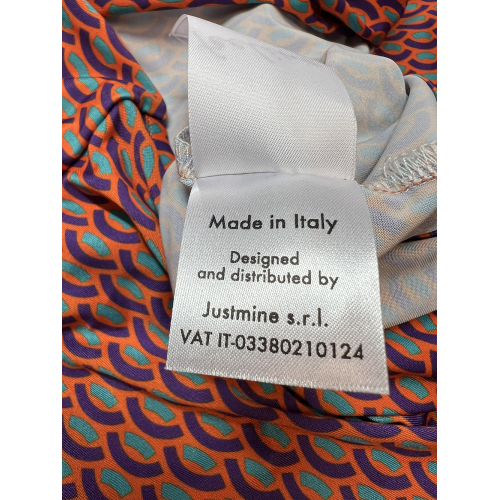 Made in Italy
Designed
and distributed by
Justmine s.r.l.
VAT IT-03380210124